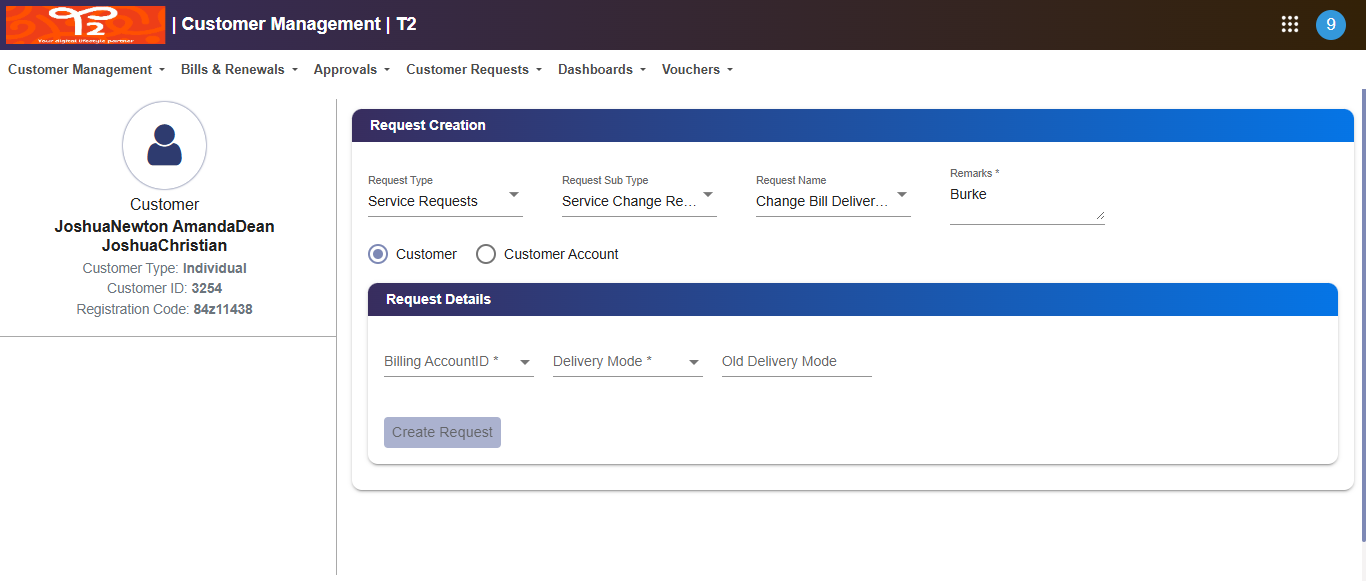 T2
Your digital lifestyle partner
| Customer Management | T2
9
Customer Management Bills & Renewals Approvals Customer Requests Dashboards Vouchers
Customer
JoshuaNewton AmandaDean
JoshuaChristian
Customer Type: Individual
Customer ID: 3254
Registration Code: 84z11438
Request Creation
Request Type
Service Requests
Request Sub Type
Service Change Re...
Request Name
Change Bill Deliver...
Remarks *
Burke
Customer Customer Account
Request Details
Billing AccountID * Delivery Mode * Old Delivery Mode
Create Request